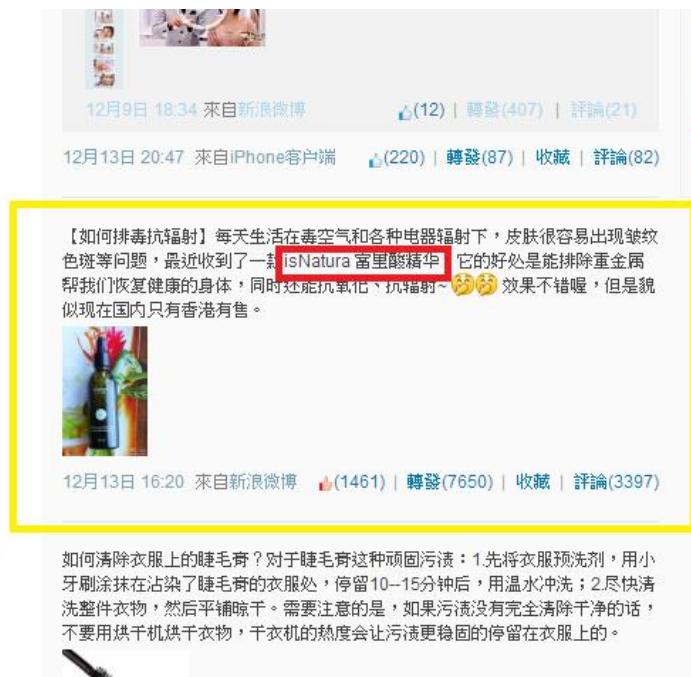 12月9日 18:34 來自新浪微博 (12) | 轉發(407) | 評論(21)
12月13日 20:47 來自iPhone客户端 (220) | 轉發(87) | 收藏 | 評論(82)
【如何排毒抗辐射】每天生活在毒空气和各种电器辐射下，皮肤很容易出现皱纹
色斑等问题，最近收到了一款isNatura 富里酸精华 它的好处是能排除重金属
帮我们恢复健康的身体，同时还能抗氧化、抗辐射~ 效果不错喔，但是貌
似现在国内只有香港有售。
12月13日 16:20 來自新浪微博 (1461) | 轉發(7650) | 收藏 | 評論(3397)
如何清除衣服上的睫毛膏？对于睫毛膏这种顽固污渍：1.先将衣服预洗剂，用小
牙刷涂抹在沾染了睫毛膏的衣服处，停留10--15分钟后，用温水冲洗；2.尽快清
洗整件衣物，然后平铺晾干。需要注意的是，如果污渍没有完全清除干净的话，
不要用烘干机烘干衣物，干衣机的热度会让污渍更稳固的停留在衣服上的。